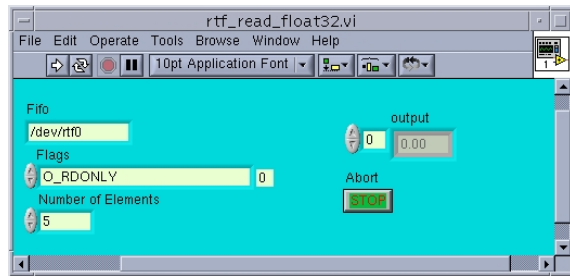 rtf_read_float32.vi
File Edit Operate Tools Browse Window Help
10pt Application Font
1
Fifo
/dev/rtf0
Flags
O_RDONLY 0
Number of Elements
5
output
0 0.00
Abort
STOP